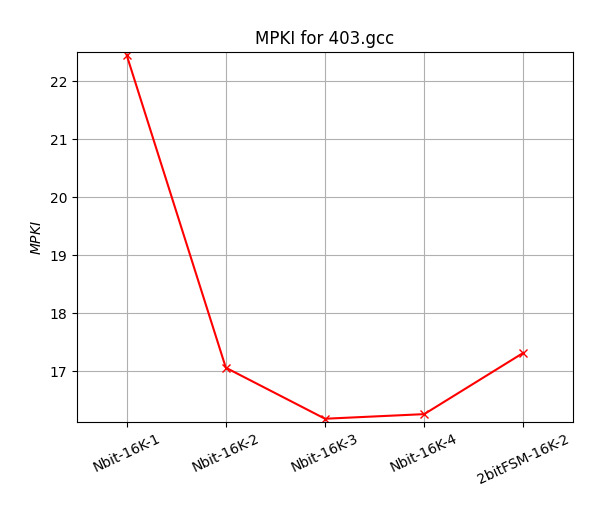 MPKI for 403.gcc
22
21
20
19
18
17
MPKI
Nbit-16K-1
Nbit-16K-2
Nbit-16K-3
Nbit-16K-4
2bitFSM-16K-2